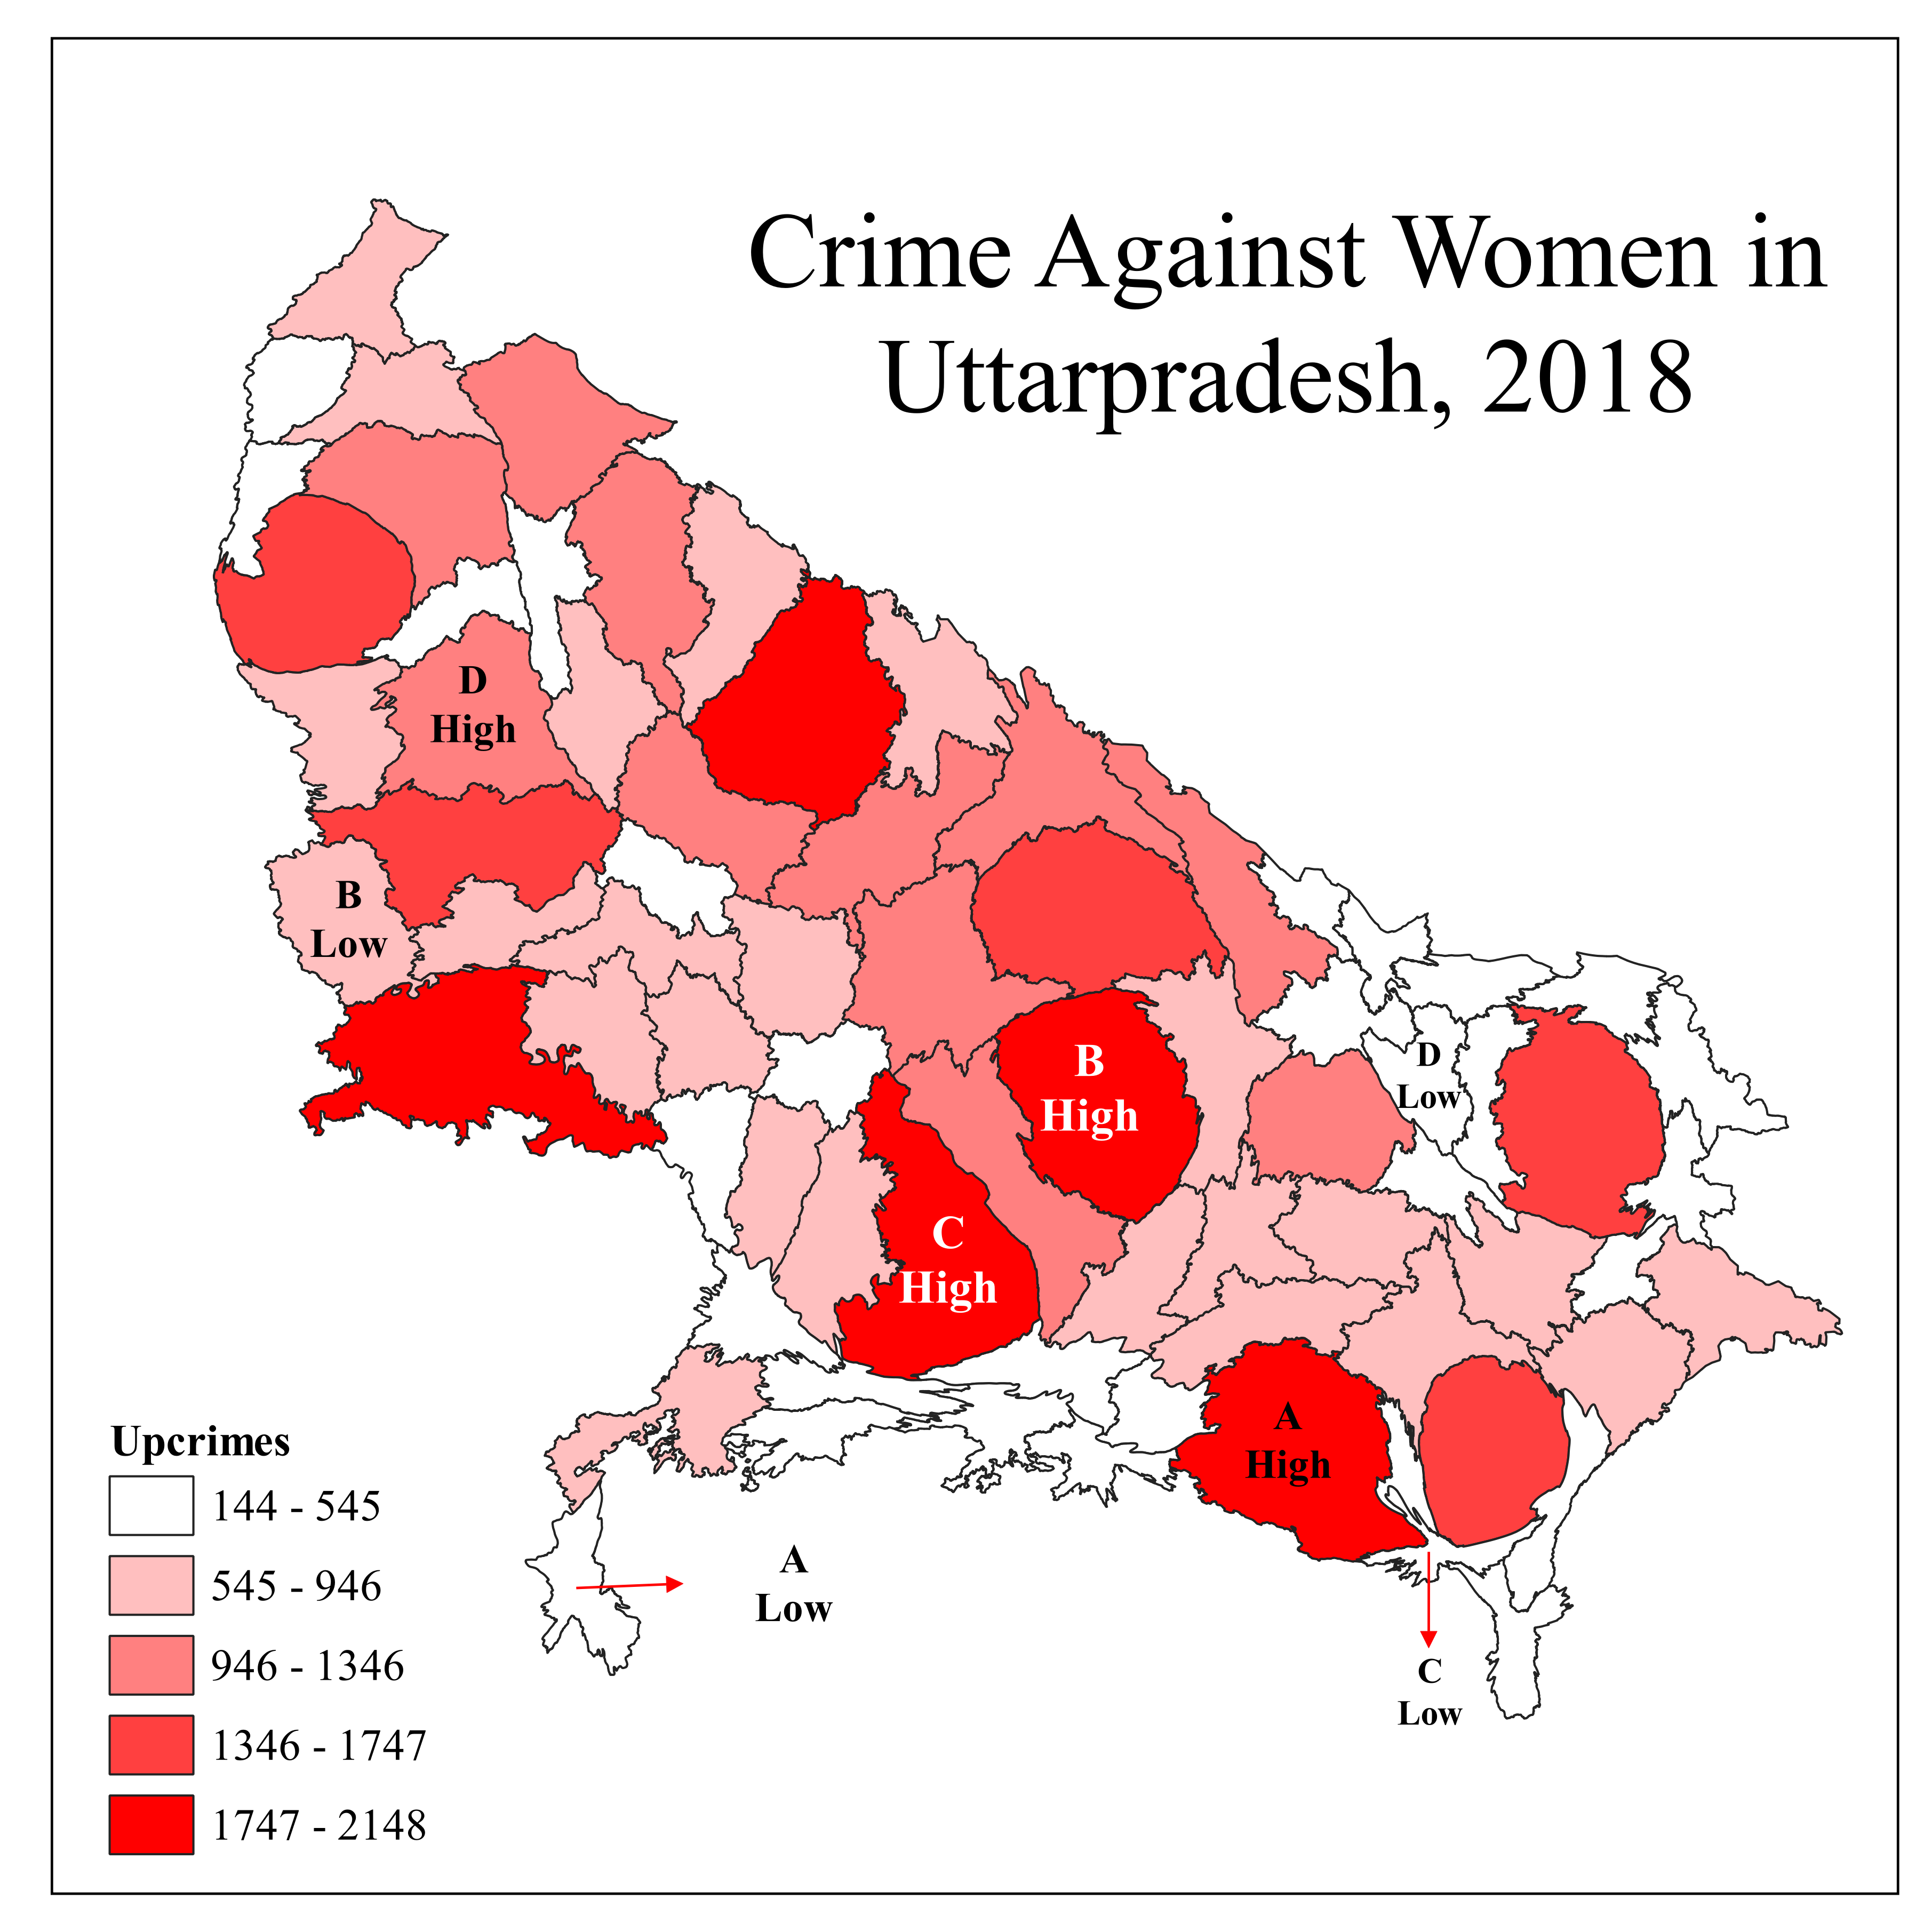 Crime Against Women in
Uttarpradesh, 2018
D
High
B
Low
B
High
D
Low
C
High
A
High
A
Low
C
Low
Upcrimes
144 - 545
545 - 946
946 - 1346
1346 - 1747
1747 - 2148